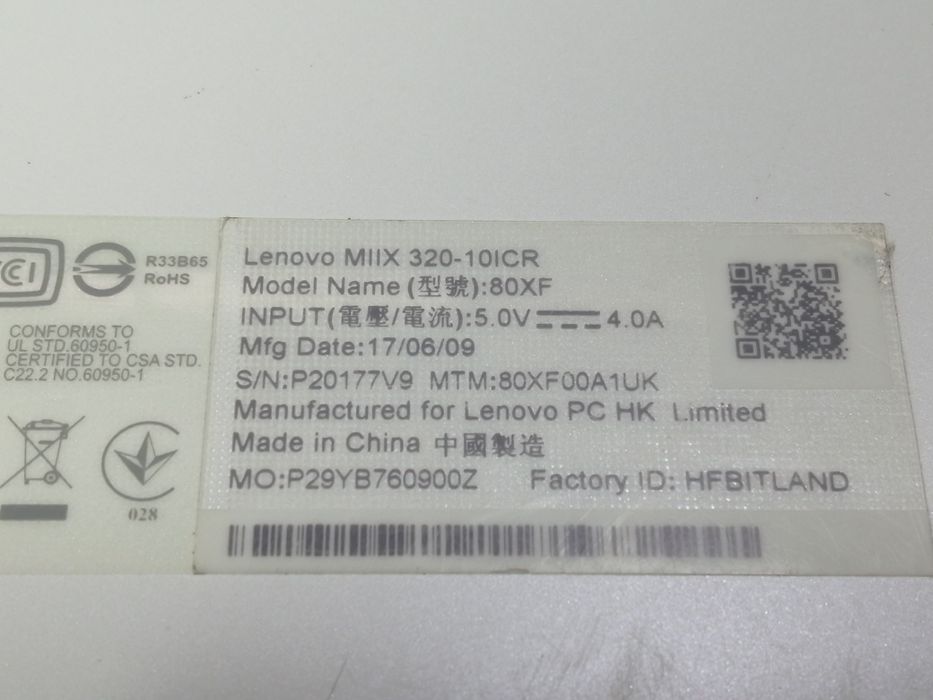 CCI
R33B65
RoHS
CONFORMS TO
UL STD.60950-1
CERTIFIED TO CSA STD.
C22.2 NO.60950-1
028
Lenovo MIIX 320-10ICR
Model Name(型號):80XF
INPUT(電壓/電流):5.0V 4.0A
Mfg Date:17/06/09
S/N:P20177V9 MTM:80XF00A1UK
Manufactured for Lenovo PC HK Limited
Made in China 中國製造
MO:P29YB760900Z Factory ID: HFBITLAND